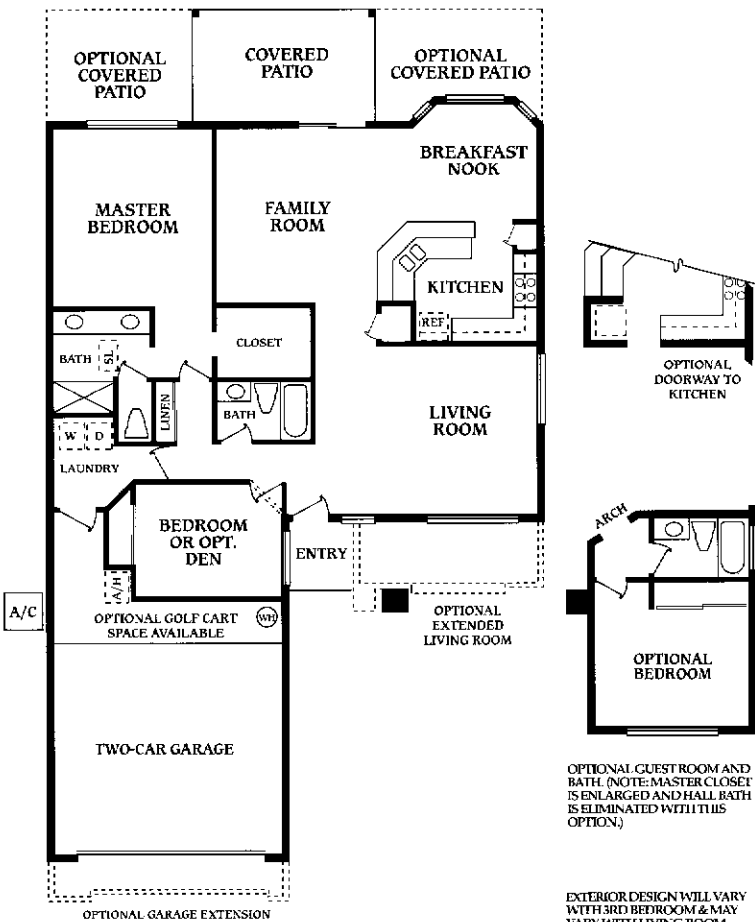 OPTIONAL
COVERED
PATIO
COVERED
PATIO
OPTIONAL
COVERED PATIO
BREAKFAST
NOOK
MASTER
BEDROOM
FAMILY
ROOM
KITCHEN
REF
CLOSET
BATH
SL
LINEN
BATH
W D
LAUNDRY
LIVING
ROOM
OPTIONAL
DOORWAY TO
KITCHEN
BEDROOM
OR OPT.
DEN
ENTRY
A/H
A/C
OPTIONAL GOLF CART
SPACE AVAILABLE
WH
OPTIONAL
EXTENDED
LIVING ROOM
ARCH
OPTIONAL
BEDROOM
TWO-CAR GARAGE
OPTIONAL GUEST ROOM AND
BATH. (NOTE: MASTER CLOSET
IS ENLARGED AND HALL BATH
IS ELIMINATED WITH THIS
OPTION.)
EXTERIOR DESIGN WILL VARY
WITH 3RD BEDROOM & MAY
VARY WITH LIVING ROOM
OPTIONAL GARAGE EXTENSION